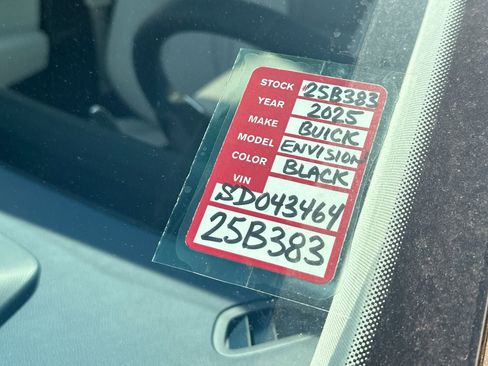 STOCK 25B383
YEAR 2025
MAKE BUICK
MODEL ENVISION
COLOR BLACK
VIN
SD043464
25B383